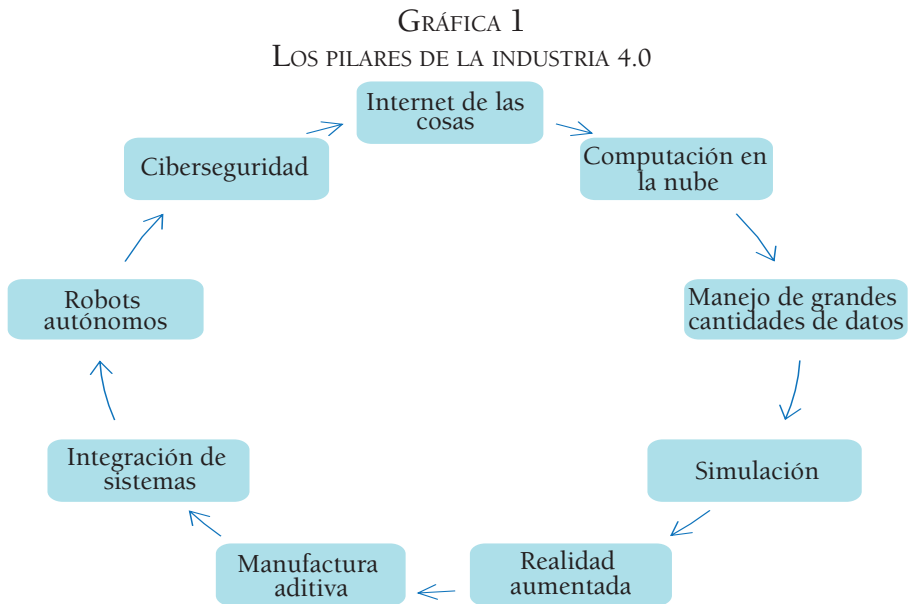 GRÁFICA 1
LOS PILARES DE LA INDUSTRIA 4.0
Internet de las
cosas
Computación en
la nube
Manejo de grandes
cantidades de datos
Simulación
Realidad
aumentada
Manufactura
aditiva
Integración de
sistemas
Robots
autónomos
Ciberseguridad